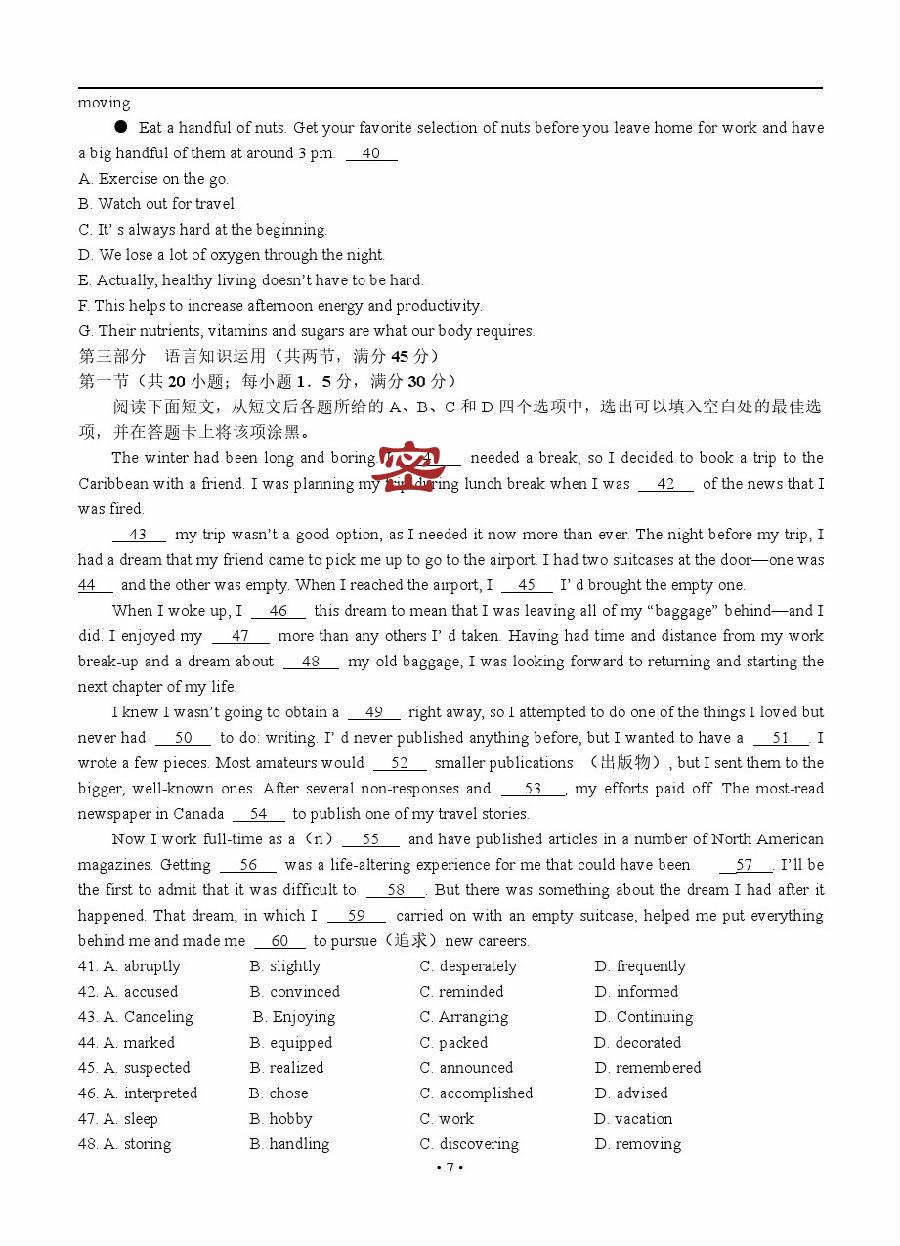 moving
● Eat a handful of nuts. Get your favorite selection of nuts before you leave home for work and have
a big handful of them at around 3 pm. 40
A. Exercise on the go.
B. Watch out for travel
C. It’ s always hard at the beginning.
D. We lose a lot of oxygen through the night.
E. Actually, healthy living doesn’t have to be hard.
F. This helps to increase afternoon energy and productivity.
G. Their nutrients, vitamins and sugars are what our body requires.
第三部分 语言知识运用（共两节，满分 45 分）
第一节（共 20 小题；每小题 1．5 分，满分 30 分）
阅读下面短文，从短文后各题所给的 A、B、C 和 D 四个选项中，选出可以填入空白处的最佳选
项，并在答题卡上将该项涂黑。
The winter had been long and boring. needed a break, so I decided to book a trip to the
密
Caribbean with a friend. I was planning my trip during lunch break when I was 42 of the news that I
was fired.
43 my trip wasn’t a good option, as I needed it now more than ever. The night before my trip, I
had a dream that my friend came to pick me up to go to the airport. I had two suitcases at the door—one was
44 and the other was empty. When I reached the airport, I 45 I’ d brought the empty one.
When I woke up, I 46 this dream to mean that I was leaving all of my “baggage” behind—and I
did. I enjoyed my 47 more than any others I’ d taken. Having had time and distance from my work
break-up and a dream about 48 my old baggage, I was looking forward to returning and starting the
next chapter of my life.
I knew I wasn’t going to obtain a 49 right away, so I attempted to do one of the things I loved but
never had 50 to do: writing. I’ d never published anything before, but I wanted to have a 51 . I
wrote a few pieces. Most amateurs would 52 smaller publications （出版物）, but I sent them to the
bigger, well-known ones. After several non-responses and 53 , my efforts paid off. The most-read
newspaper in Canada 54 to publish one of my travel stories.
Now I work full-time as a（n） 55 and have published articles in a number of North American
magazines. Getting 56 was a life-altering experience for me that could have been 57 . I’ll be
the first to admit that it was difficult to 58 . But there was something about the dream I had after it
happened. That dream, in which I 59 carried on with an empty suitcase, helped me put everything
behind me and made me 60 to pursue（追求）new careers.
41. A. abruptly B. slightly C. desperately D. frequently
42. A. accused B. convinced C. reminded D. informed
43. A. Canceling B. Enjoying C. Arranging D. Continuing
44. A. marked B. equipped C. packed D. decorated
45. A. suspected B. realized C. announced D. remembered
46. A. interpreted B. chose C. accomplished D. advised
47. A. sleep B. hobby C. work D. vacation
48. A. storing B. handling C. discovering D. removing
• 7 •